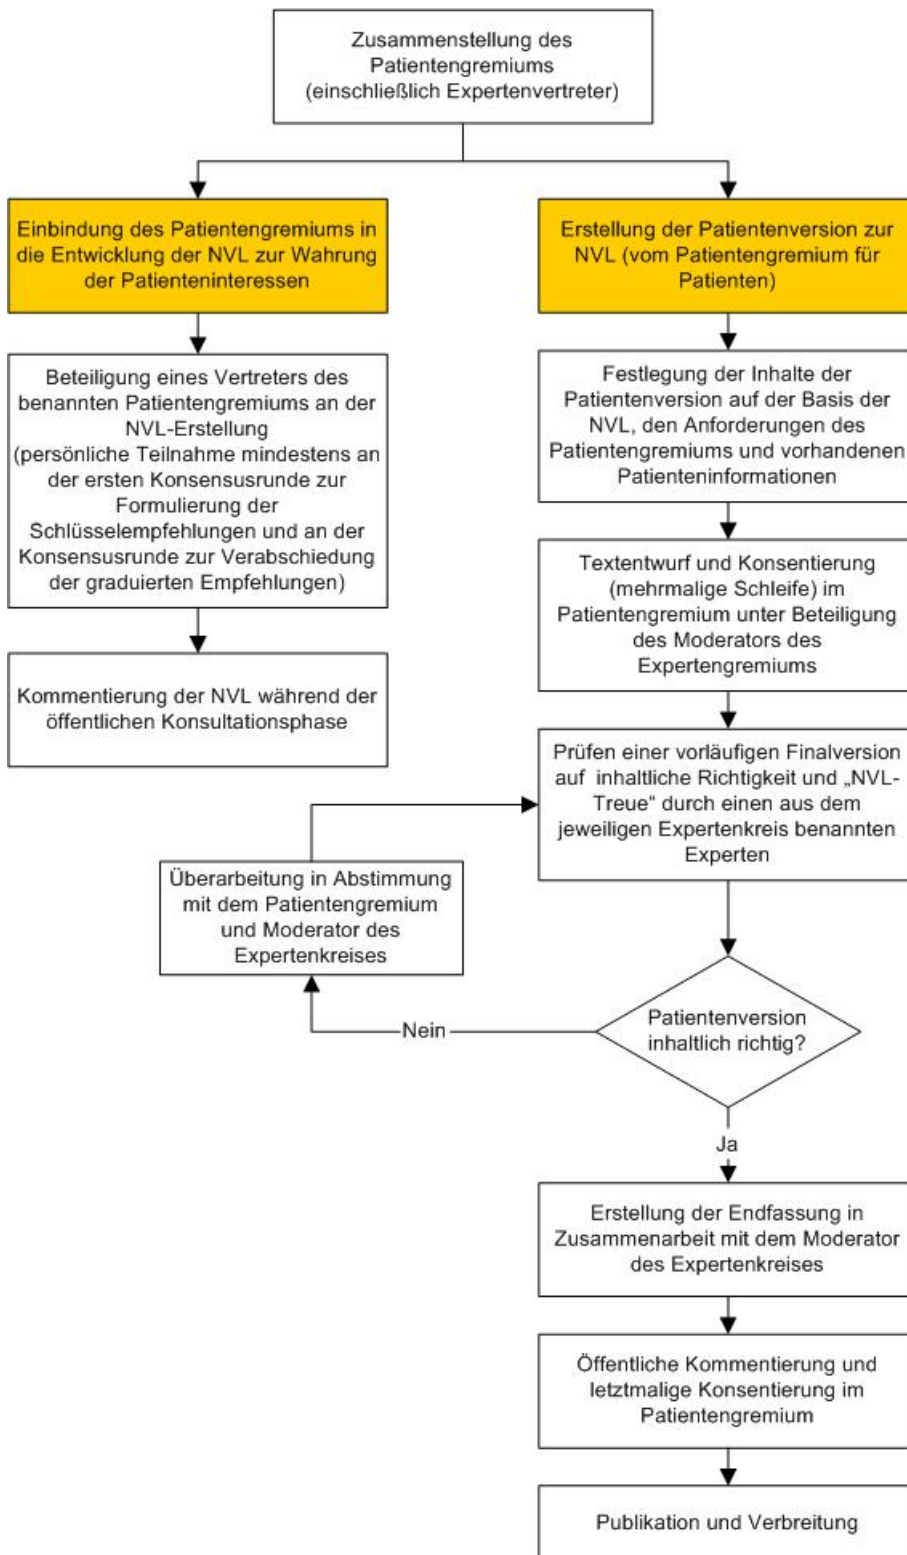 Zusammenstellung des
Patientengremiums
(einschließlich Expertenvertreter)
Einbindung des Patientengremiums in
die Entwicklung der NVL zur Wahrung
der Patienteninteressen
Beteiligung eines Vertreters des
benannten Patientengremiums an der
NVL-Erstellung
(persönliche Teilnahme mindestens an
der ersten Konsensusrunde zur
Formulierung der
Schlüsselempfehlungen und an der
Konsensusrunde zur Verabschiedung
der graduierten Empfehlungen)
Kommentierung der NVL während der
öffentlichen Konsultationsphase
Erstellung der Patientenversion zur
NVL (vom Patientengremium für
Patienten)
Festlegung der Inhalte der
Patientenversion auf der Basis der
NVL, den Anforderungen des
Patientengremiums und vorhandenen
Patienteninformationen
Textentwurf und Konsentierung
(mehrmalige Schleife) im
Patientengremium unter Beteiligung
des Moderators des
Expertengremiums
Prüfen einer vorläufigen Finalversion
auf inhaltliche Richtigkeit und „NVL-
Treue“ durch einen aus dem
jeweiligen Expertenkreis benannten
Experten
Patientenversion
inhaltlich richtig?
Nein
Überarbeitung in Abstimmung
mit dem Patientengremium
und Moderator des
Expertenkreises
Ja
Erstellung der Endfassung in
Zusammenarbeit mit dem Moderator
des Expertenkreises
Öffentliche Kommentierung und
letztmalige Konsentierung im
Patientengremium
Publikation und Verbreitung